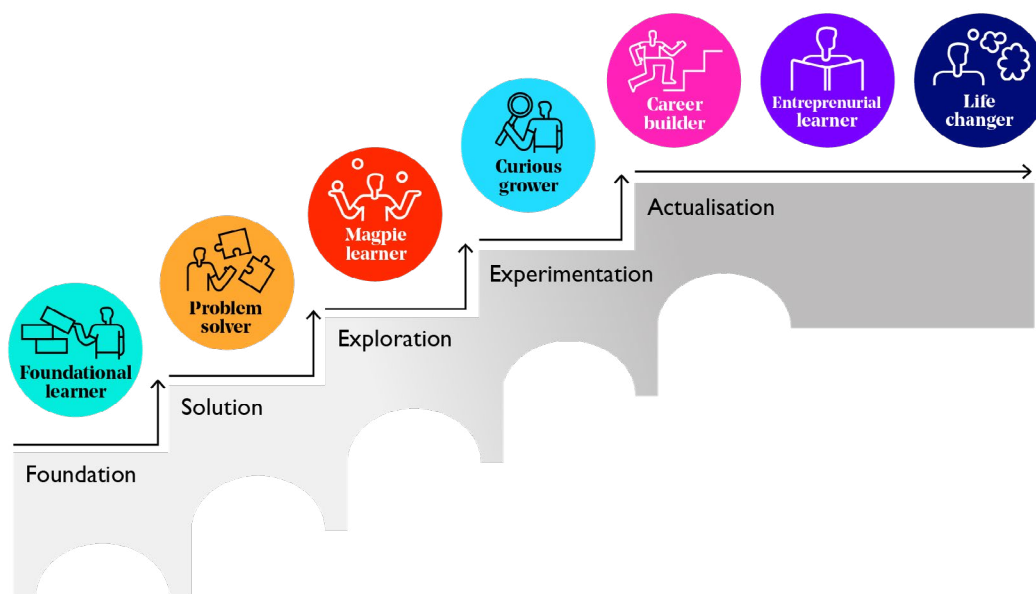 Foundational
learner
Foundation
Problem
solver
Solution
Magpie
learner
Exploration
Curious
grower
Experimentation
Career
builder
Entreprenurial
learner
Life
changer
Actualisation